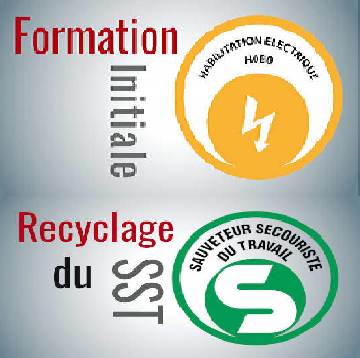 Formation
Initiale
HABILITATION ELECTRIQUE
H0B0
Recyclage
du
SST
SAUVETEUR SECOURISTE
DU TRAVAIL
S